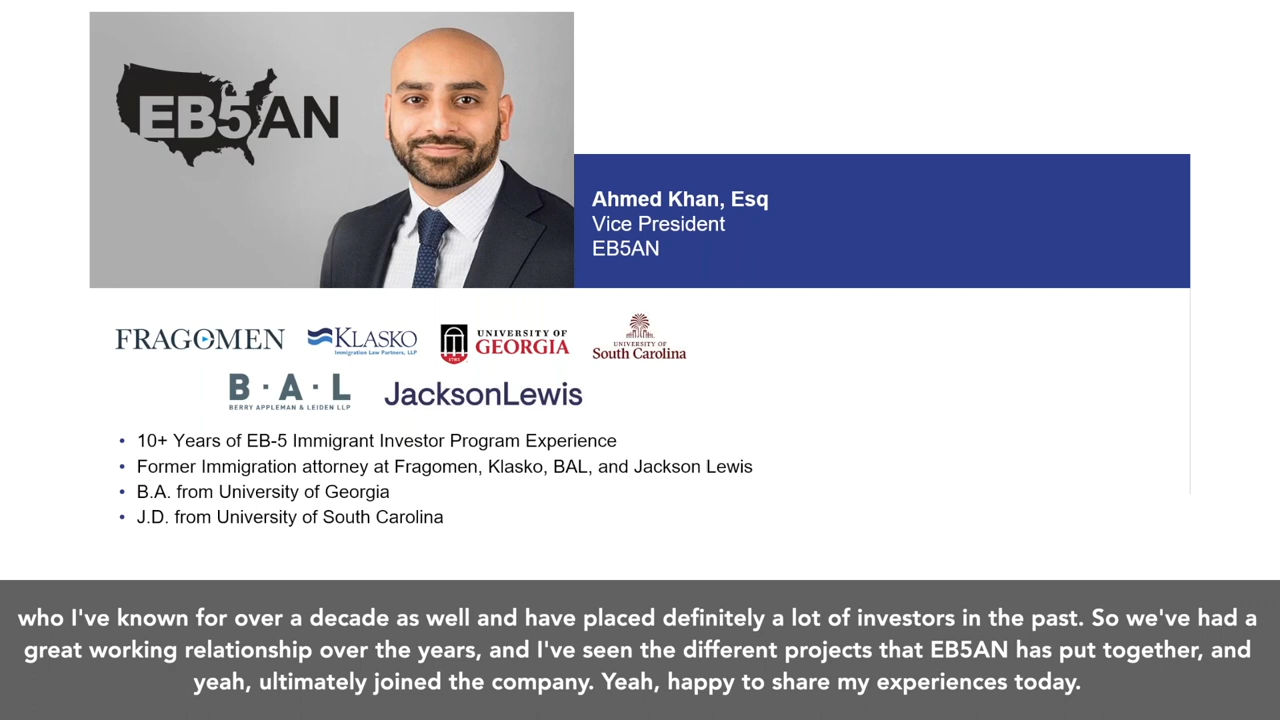 EB5AN
Ahmed Khan, Esq
Vice President
EB5AN
FRAGOMEN
KLASKO
Immigration Law Partners, LLP
UNIVERSITY OF
GEORGIA
1785
UNIVERSITY OF
South Carolina
B·A·L
BERRY APPLEMAN & LEIDEN LLP
JacksonLewis
• 10+ Years of EB-5 Immigrant Investor Program Experience
• Former Immigration attorney at Fragomen, Klasko, BAL, and Jackson Lewis
• B.A. from University of Georgia
• J.D. from University of South Carolina
who I've known for over a decade as well and have placed definitely a lot of investors in the past. So we've had a
great working relationship over the years, and I've seen the different projects that EB5AN has put together, and
yeah, ultimately joined the company. Yeah, happy to share my experiences today.